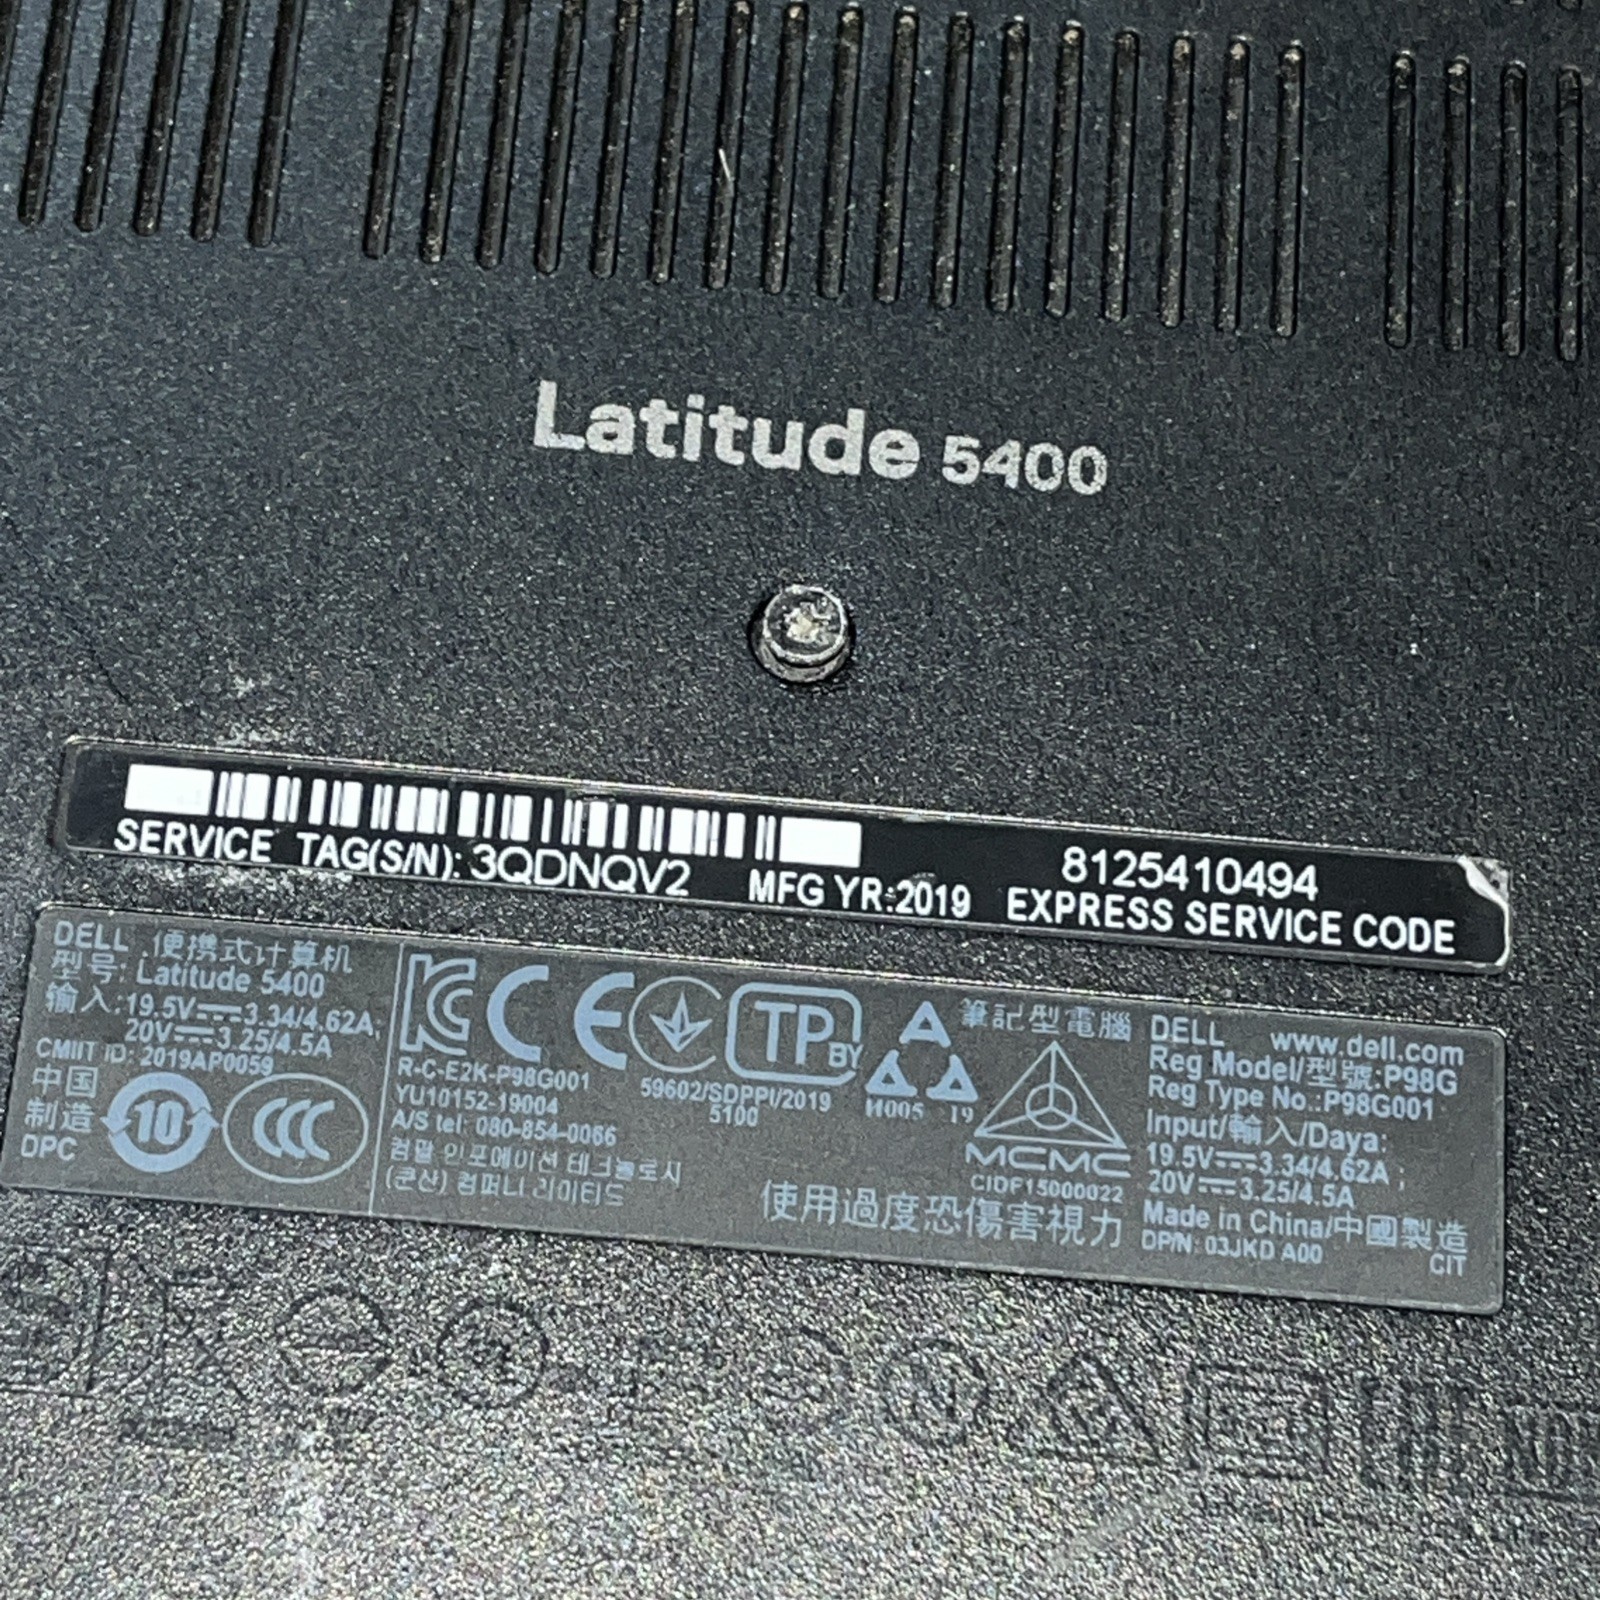 Latitude 5400
SERVICE TAG(S/N): 3QDNQV2 MFG YR:2019
8125410494
EXPRESS SERVICE CODE
DELL 便携式计算机
型号: Latitude 5400
输入:19.5V⎓3.34/4.62A;
20V⎓3.25/4.5A
CMIIT ID: 2019AP0059
中国
制造
DPC
10
CCC
KC CE
R-C-E2K-P98G001
YU10152-19004
A/S tel: 080-854-0066
컴팔 인포메이션 테크놀로시
(쿤산) 컴퍼니 리미티드
TP BY
59602/SDPPI/2019
5100
H005 19
筆記型電腦
MCMC
CIDF15000022
使用過度恐傷害視力
DELL www.dell.com
Reg Model/型號:P98G
Reg Type No.:P98G001
Input/輸入/Daya:
19.5V⎓3.34/4.62A ;
20V⎓3.25/4.5A
Made in China/中國製造
DP/N: 03JKD A00
CIT